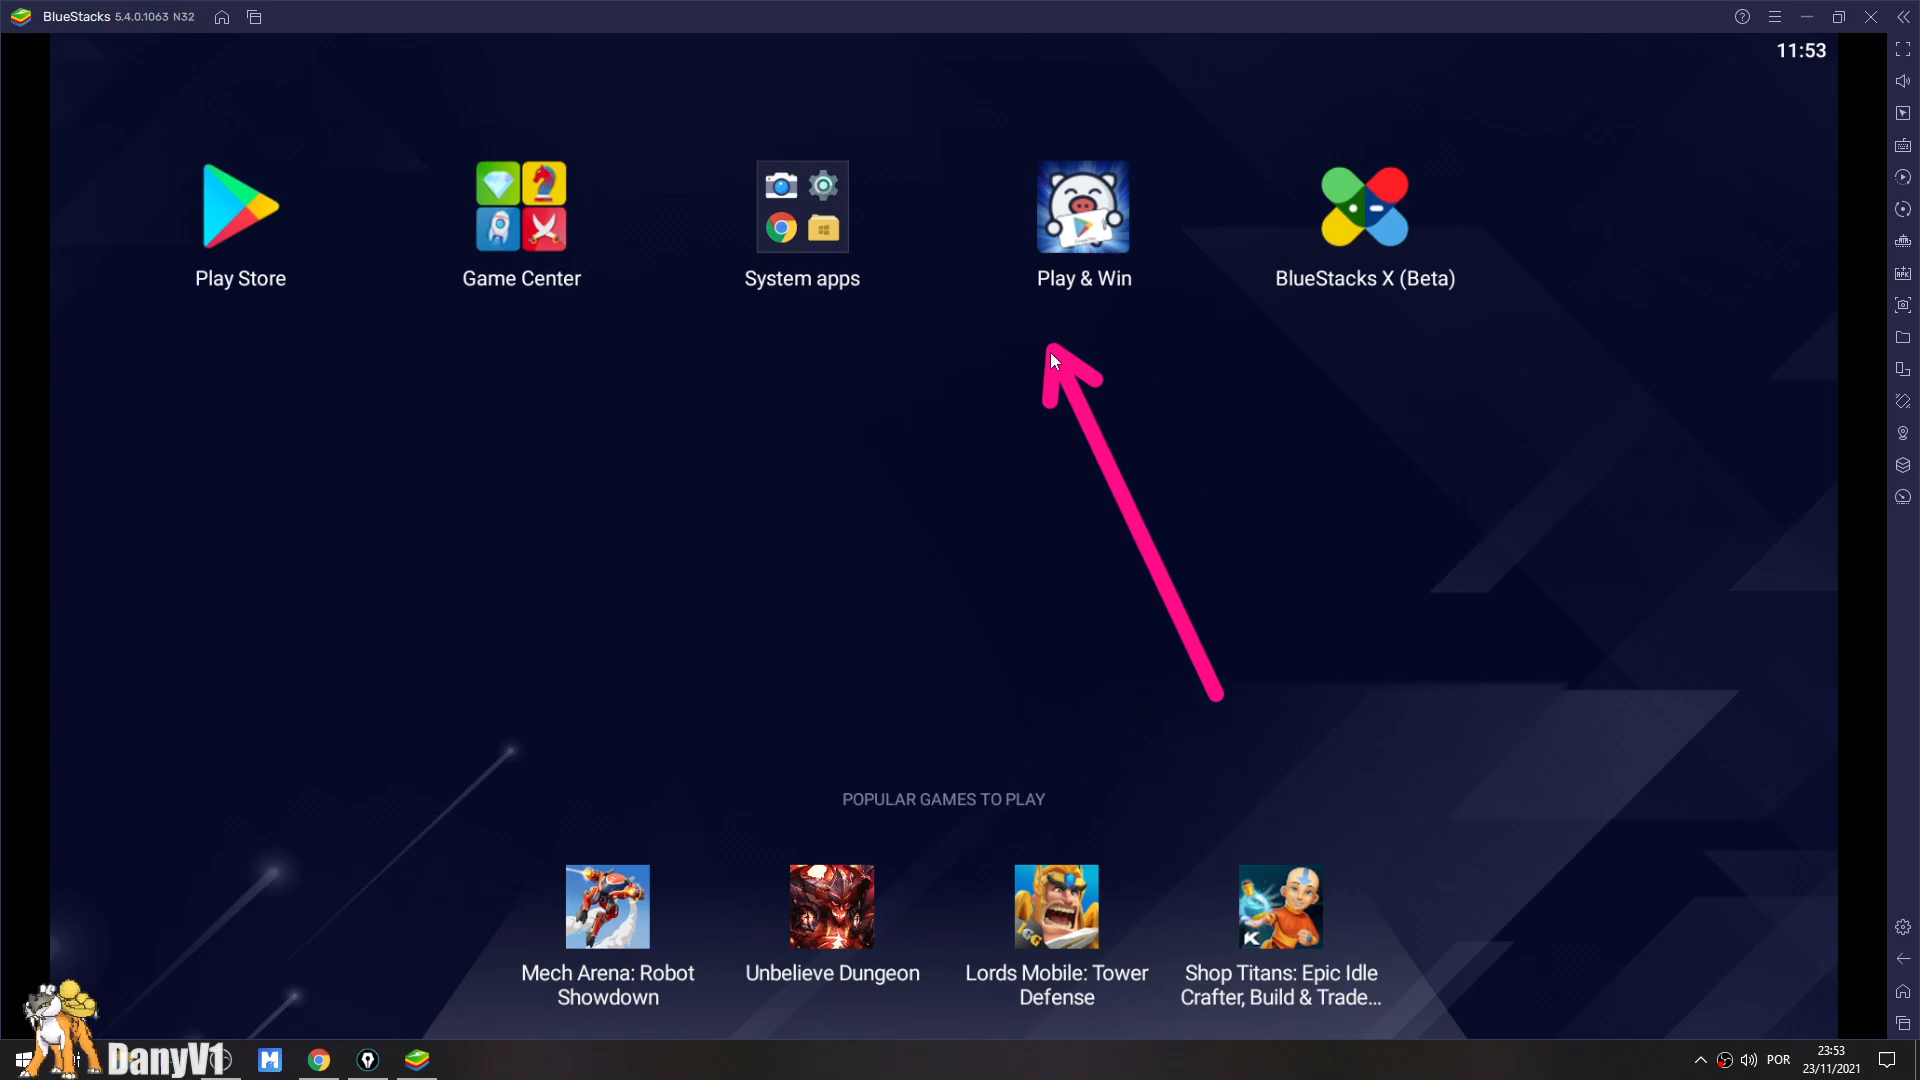 BlueStacks 5.4.0.1063 N32
11:53
Play Store
Game Center
System apps
Play & Win
BlueStacks X (Beta)
POPULAR GAMES TO PLAY
Mech Arena: Robot
Showdown
Unbelieve Dungeon
Lords Mobile: Tower
Defense
Shop Titans: Epic Idle
Crafter, Build & Trade...
IGG
K
APK
DanyV1
M
POR
23:53
23/11/2021